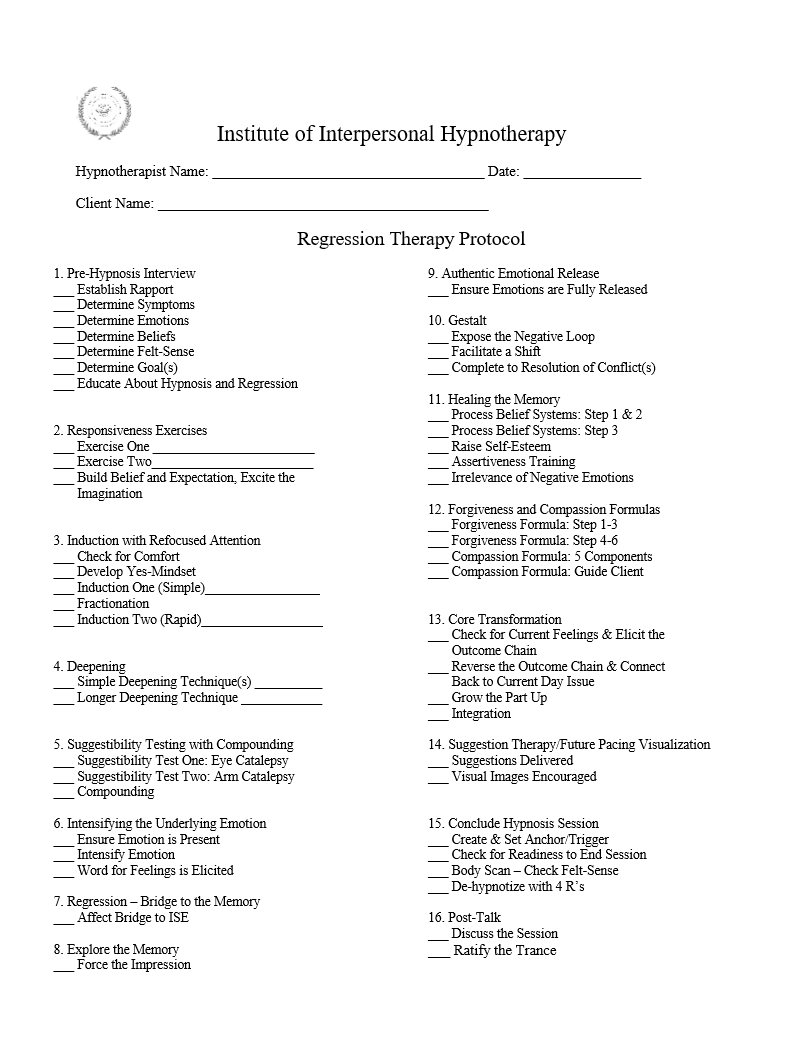 Institute of Interpersonal Hypnotherapy
Hypnotherapist Name: ______________________________________ Date: ________________
Client Name: ______________________________________________
Regression Therapy Protocol
1. Pre-Hypnosis Interview
___ Establish Rapport
___ Determine Symptoms
___ Determine Emotions
___ Determine Beliefs
___ Determine Felt-Sense
___ Determine Goal(s)
___ Educate About Hypnosis and Regression
2. Responsiveness Exercises
___ Exercise One ________________________
___ Exercise Two________________________
___ Build Belief and Expectation, Excite the
Imagination
3. Induction with Refocused Attention
___ Check for Comfort
___ Develop Yes-Mindset
___ Induction One (Simple)_________________
___ Fractionation
___ Induction Two (Rapid)__________________
4. Deepening
___ Simple Deepening Technique(s) __________
___ Longer Deepening Technique ____________
5. Suggestibility Testing with Compounding
___ Suggestibility Test One: Eye Catalepsy
___ Suggestibility Test Two: Arm Catalepsy
___ Compounding
6. Intensifying the Underlying Emotion
___ Ensure Emotion is Present
___ Intensify Emotion
___ Word for Feelings is Elicited
7. Regression – Bridge to the Memory
___ Affect Bridge to ISE
8. Explore the Memory
___ Force the Impression
9. Authentic Emotional Release
___ Ensure Emotions are Fully Released
10. Gestalt
___ Expose the Negative Loop
___ Facilitate a Shift
___ Complete to Resolution of Conflict(s)
11. Healing the Memory
___ Process Belief Systems: Step 1 & 2
___ Process Belief Systems: Step 3
___ Raise Self-Esteem
___ Assertiveness Training
___ Irrelevance of Negative Emotions
12. Forgiveness and Compassion Formulas
___ Forgiveness Formula: Step 1-3
___ Forgiveness Formula: Step 4-6
___ Compassion Formula: 5 Components
___ Compassion Formula: Guide Client
13. Core Transformation
___ Check for Current Feelings & Elicit the
Outcome Chain
___ Reverse the Outcome Chain & Connect
Back to Current Day Issue
___ Grow the Part Up
___ Integration
14. Suggestion Therapy/Future Pacing Visualization
___ Suggestions Delivered
___ Visual Images Encouraged
15. Conclude Hypnosis Session
___ Create & Set Anchor/Trigger
___ Check for Readiness to End Session
___ Body Scan – Check Felt-Sense
___ De-hypnotize with 4 R’s
16. Post-Talk
___ Discuss the Session
___ Ratify the Trance